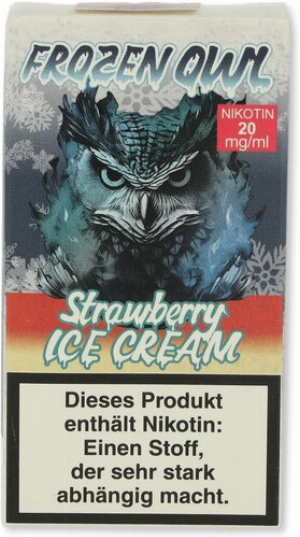 FROZEN OWL
NIKOTIN
20
mg/ml
Strawberry
ICE CREAM
Dieses Produkt
enthält Nikotin:
Einen Stoff,
der sehr stark
abhängig macht.